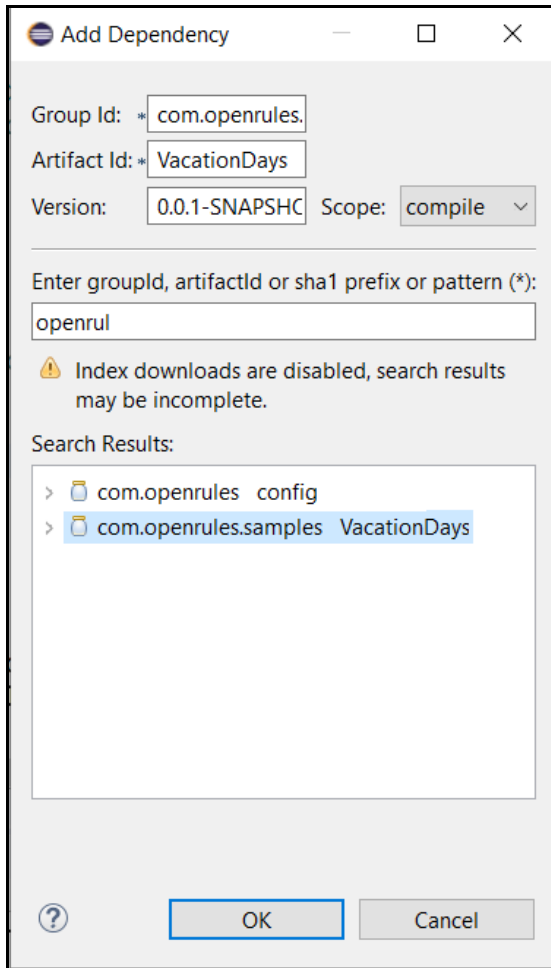 Add Dependency
Group Id: * com.openrules.
Artifact Id: * VacationDays
Version: 0.0.1-SNAPSHC Scope: compile
Enter groupId, artifactId or sha1 prefix or pattern (*):
openrul
Index downloads are disabled, search results
may be incomplete.
Search Results:
com.openrules config
com.openrules.samples VacationDays
? OK Cancel